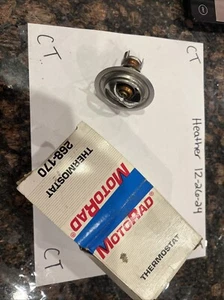 CT
CT
Heather 12-26-24
THERMOSTAT
268-170
MOTORAD
MOTORAD
THERMOSTAT
CT
CT